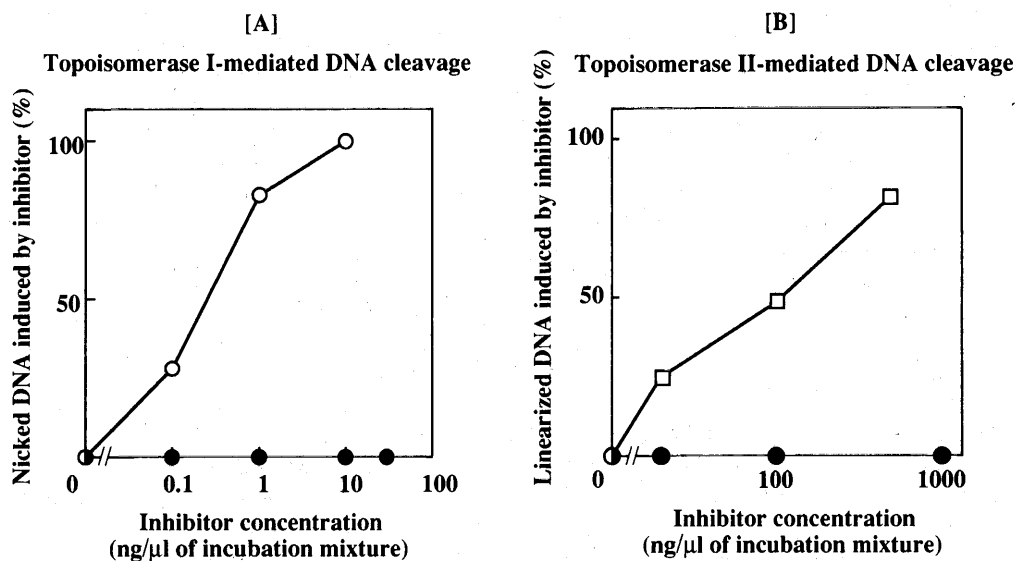 [A]
Topoisomerase I-mediated DNA cleavage
Nicked DNA induced by inhibitor (%)
100
50
0
0.1
1
10
100
Inhibitor concentration
(ng/μl of incubation mixture)
[B]
Topoisomerase II-mediated DNA cleavage
Linearized DNA induced by inhibitor (%)
100
50
0
100
1000
Inhibitor concentration
(ng/μl of incubation mixture)